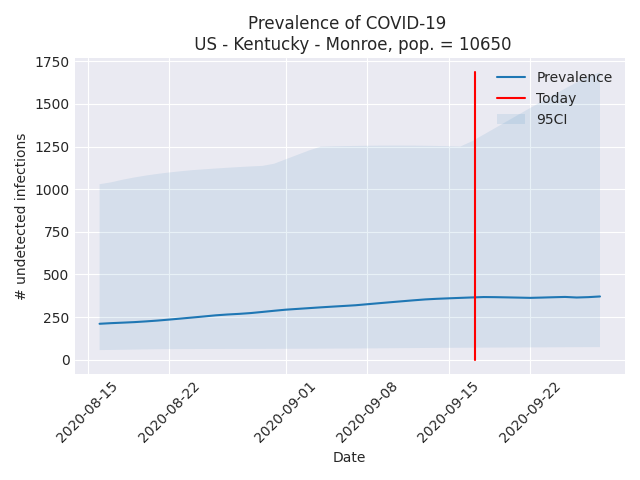 Prevalence of COVID-19
US - Kentucky - Monroe, pop. = 10650
# undetected infections
1750
1500
1250
1000
750
500
250
0
Prevalence
Today
95CI
2020-08-15
2020-08-22
2020-09-01
2020-09-08
2020-09-15
2020-09-22
Date